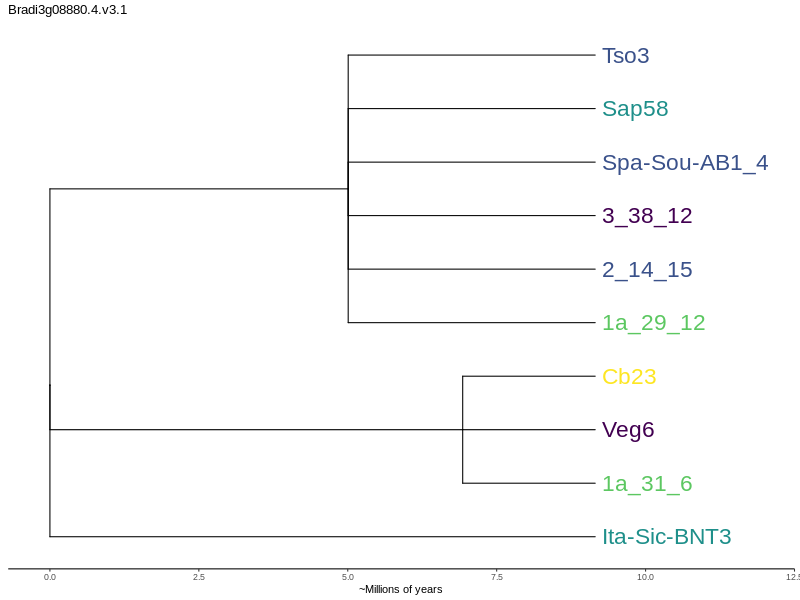 Bradi3g08880.4.v3.1
Tso3
Sap58
Spa-Sou-AB1_4
3_38_12
2_14_15
1a_29_12
Cb23
Veg6
1a_31_6
Ita-Sic-BNT3
0.0 2.5 5.0 7.5 10.0 12.5
~Millions of years